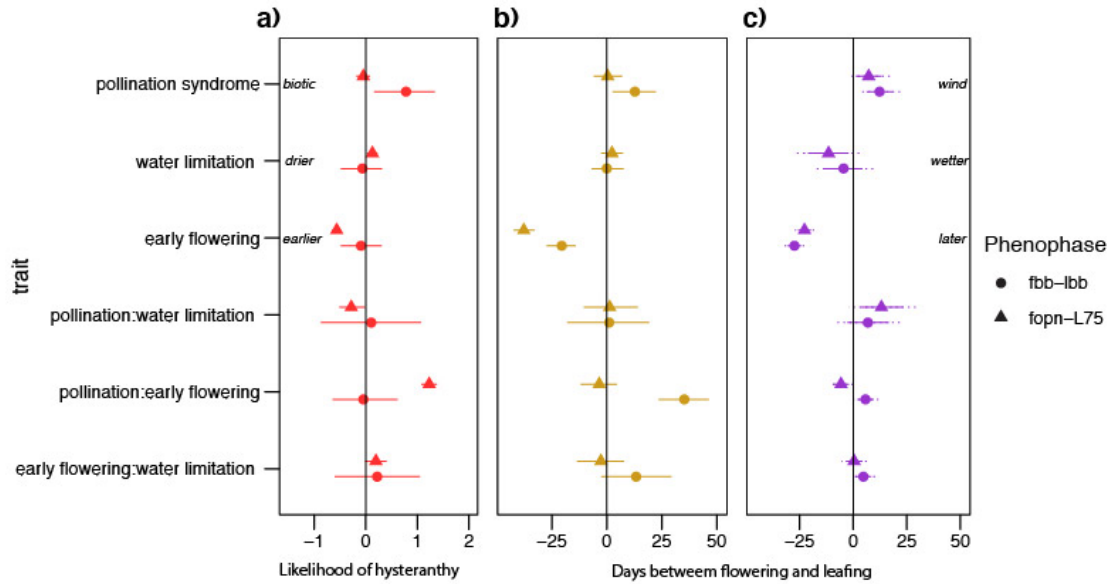 a)
b)
c)
pollination syndrome
biotic
wind
water limitation
drier
wetter
early flowering
earlier
later
trait
Phenophase
fbb–lbb
fopn–L75
pollination:water limitation
pollination:early flowering
early flowering:water limitation
−1 0 1 2
−25 0 25 50
−25 0 25 50
Likelihood of hysteranthy
Days betweem flowering and leafing